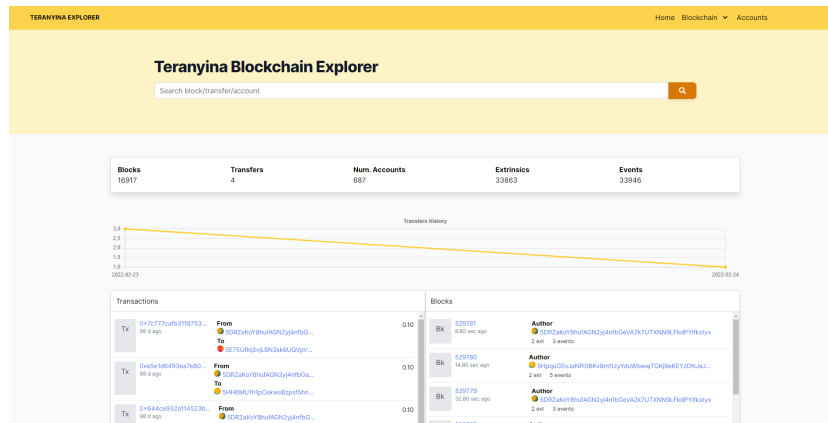 TERANYINA EXPLORER
Home Blockchain Accounts
Teranyina Blockchain Explorer
Search block/transfer/account
Blocks Transfers Num. Accounts Extrinsics Events
16917 4 687 33863 33946
Transfers History
3,0
2,5
2,0
1,5
1,0
2022-02-23 2022-02-24
Transactions
Tx 0x7c777cafb3118753... From 0.10
98 d ago 5DRZaKoY8hufAGN2yj4nfbG...
To
5E75URq3vjL8N3sk6UQVpV...
Tx 0xe5e1d6493ea7e80... From 0.10
98 d ago 5DRZaKoY8hufAGN2yj4nfbGe...
To
5HH8MU1h1pCekwsBzpsf5hn...
Tx 0x644ce932a114523b... From 0.10
98 d ago 5DRZaKoY8hufAGN2yj4nfbG...
Blocks
Bk 529781 Author
8.80 sec ago 5DRZaKoY8hufAGN2yj4nfbGeVA2k7UTXNN9LFkdPYifkstyx
2 ext 3 events
Bk 529780 Author
14.80 sec ago
2 ext 5 events
Bk 529779 Author
32.80 sec ago 5DRZaKoY8hufAGN2yj4nfbGeVA2k7UTXNN9LFkdPYifkstyx
2 ext 3 events